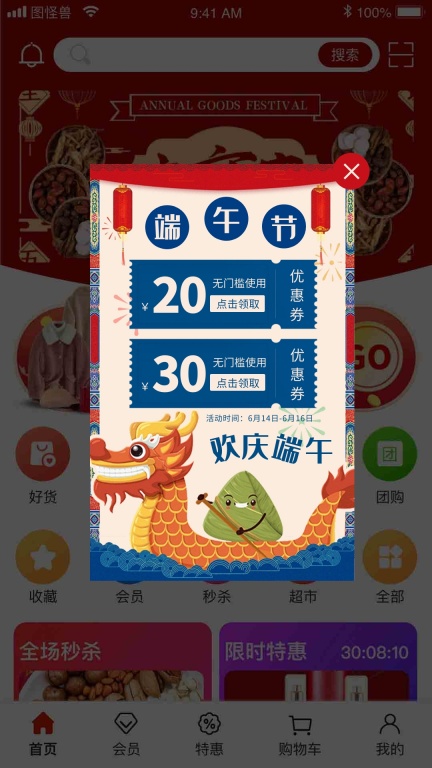 图怪兽
9:41 AM
100%
搜索
ANNUAL GOODS FESTIVAL
端午节
¥20
无门槛使用
点击领取
优惠券
¥30
无门槛使用
点击领取
优惠券
活动时间：6月14日-6月16日
欢庆端午
GO
好货
团购
收藏
会员
秒杀
超市
全部
全场秒杀
限时特惠
30:08:10
首页
会员
特惠
购物车
我的